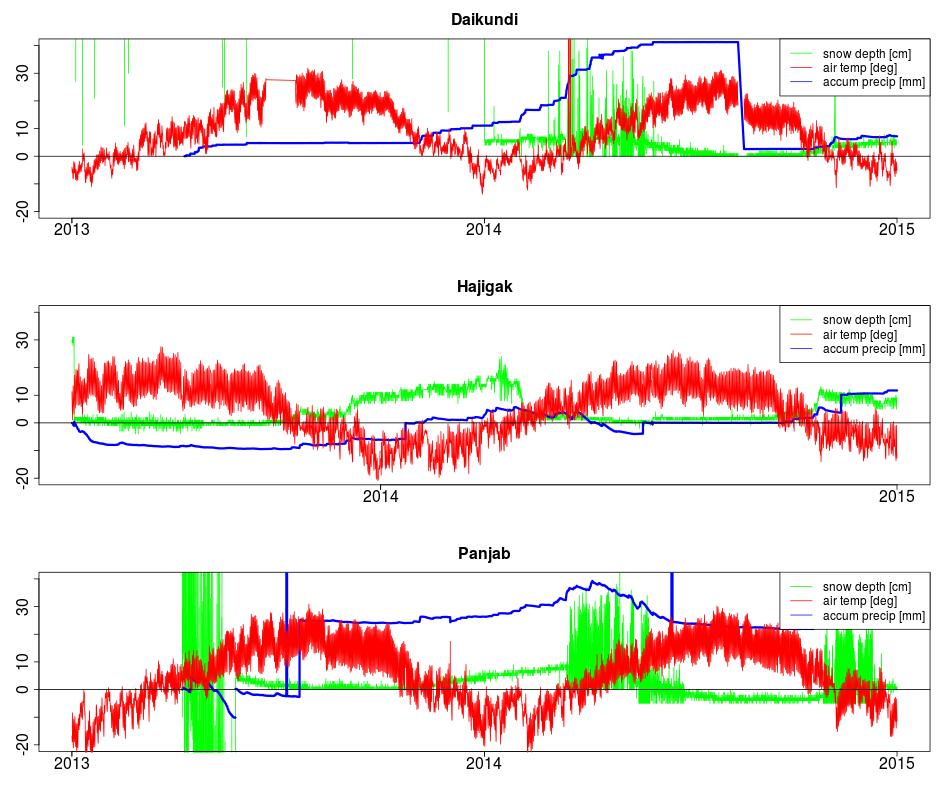 Daikundi
snow depth [cm]
air temp [deg]
accum precip [mm]
30
10
0
-20
2013
2014
2015
Hajigak
snow depth [cm]
air temp [deg]
accum precip [mm]
30
10
0
-20
2014
2015
Panjab
snow depth [cm]
air temp [deg]
accum precip [mm]
30
10
0
-20
2013
2014
2015